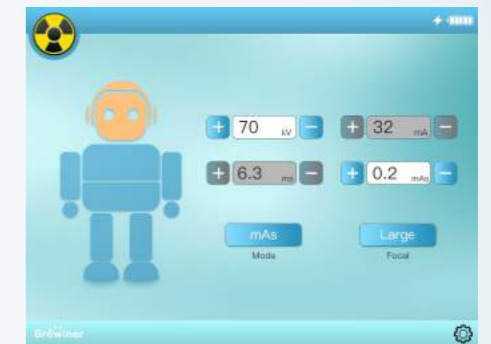 70 kV
32 mA
6.3 ms
0.2 mAs
mAs
Mode
Large
Focal
Browiner